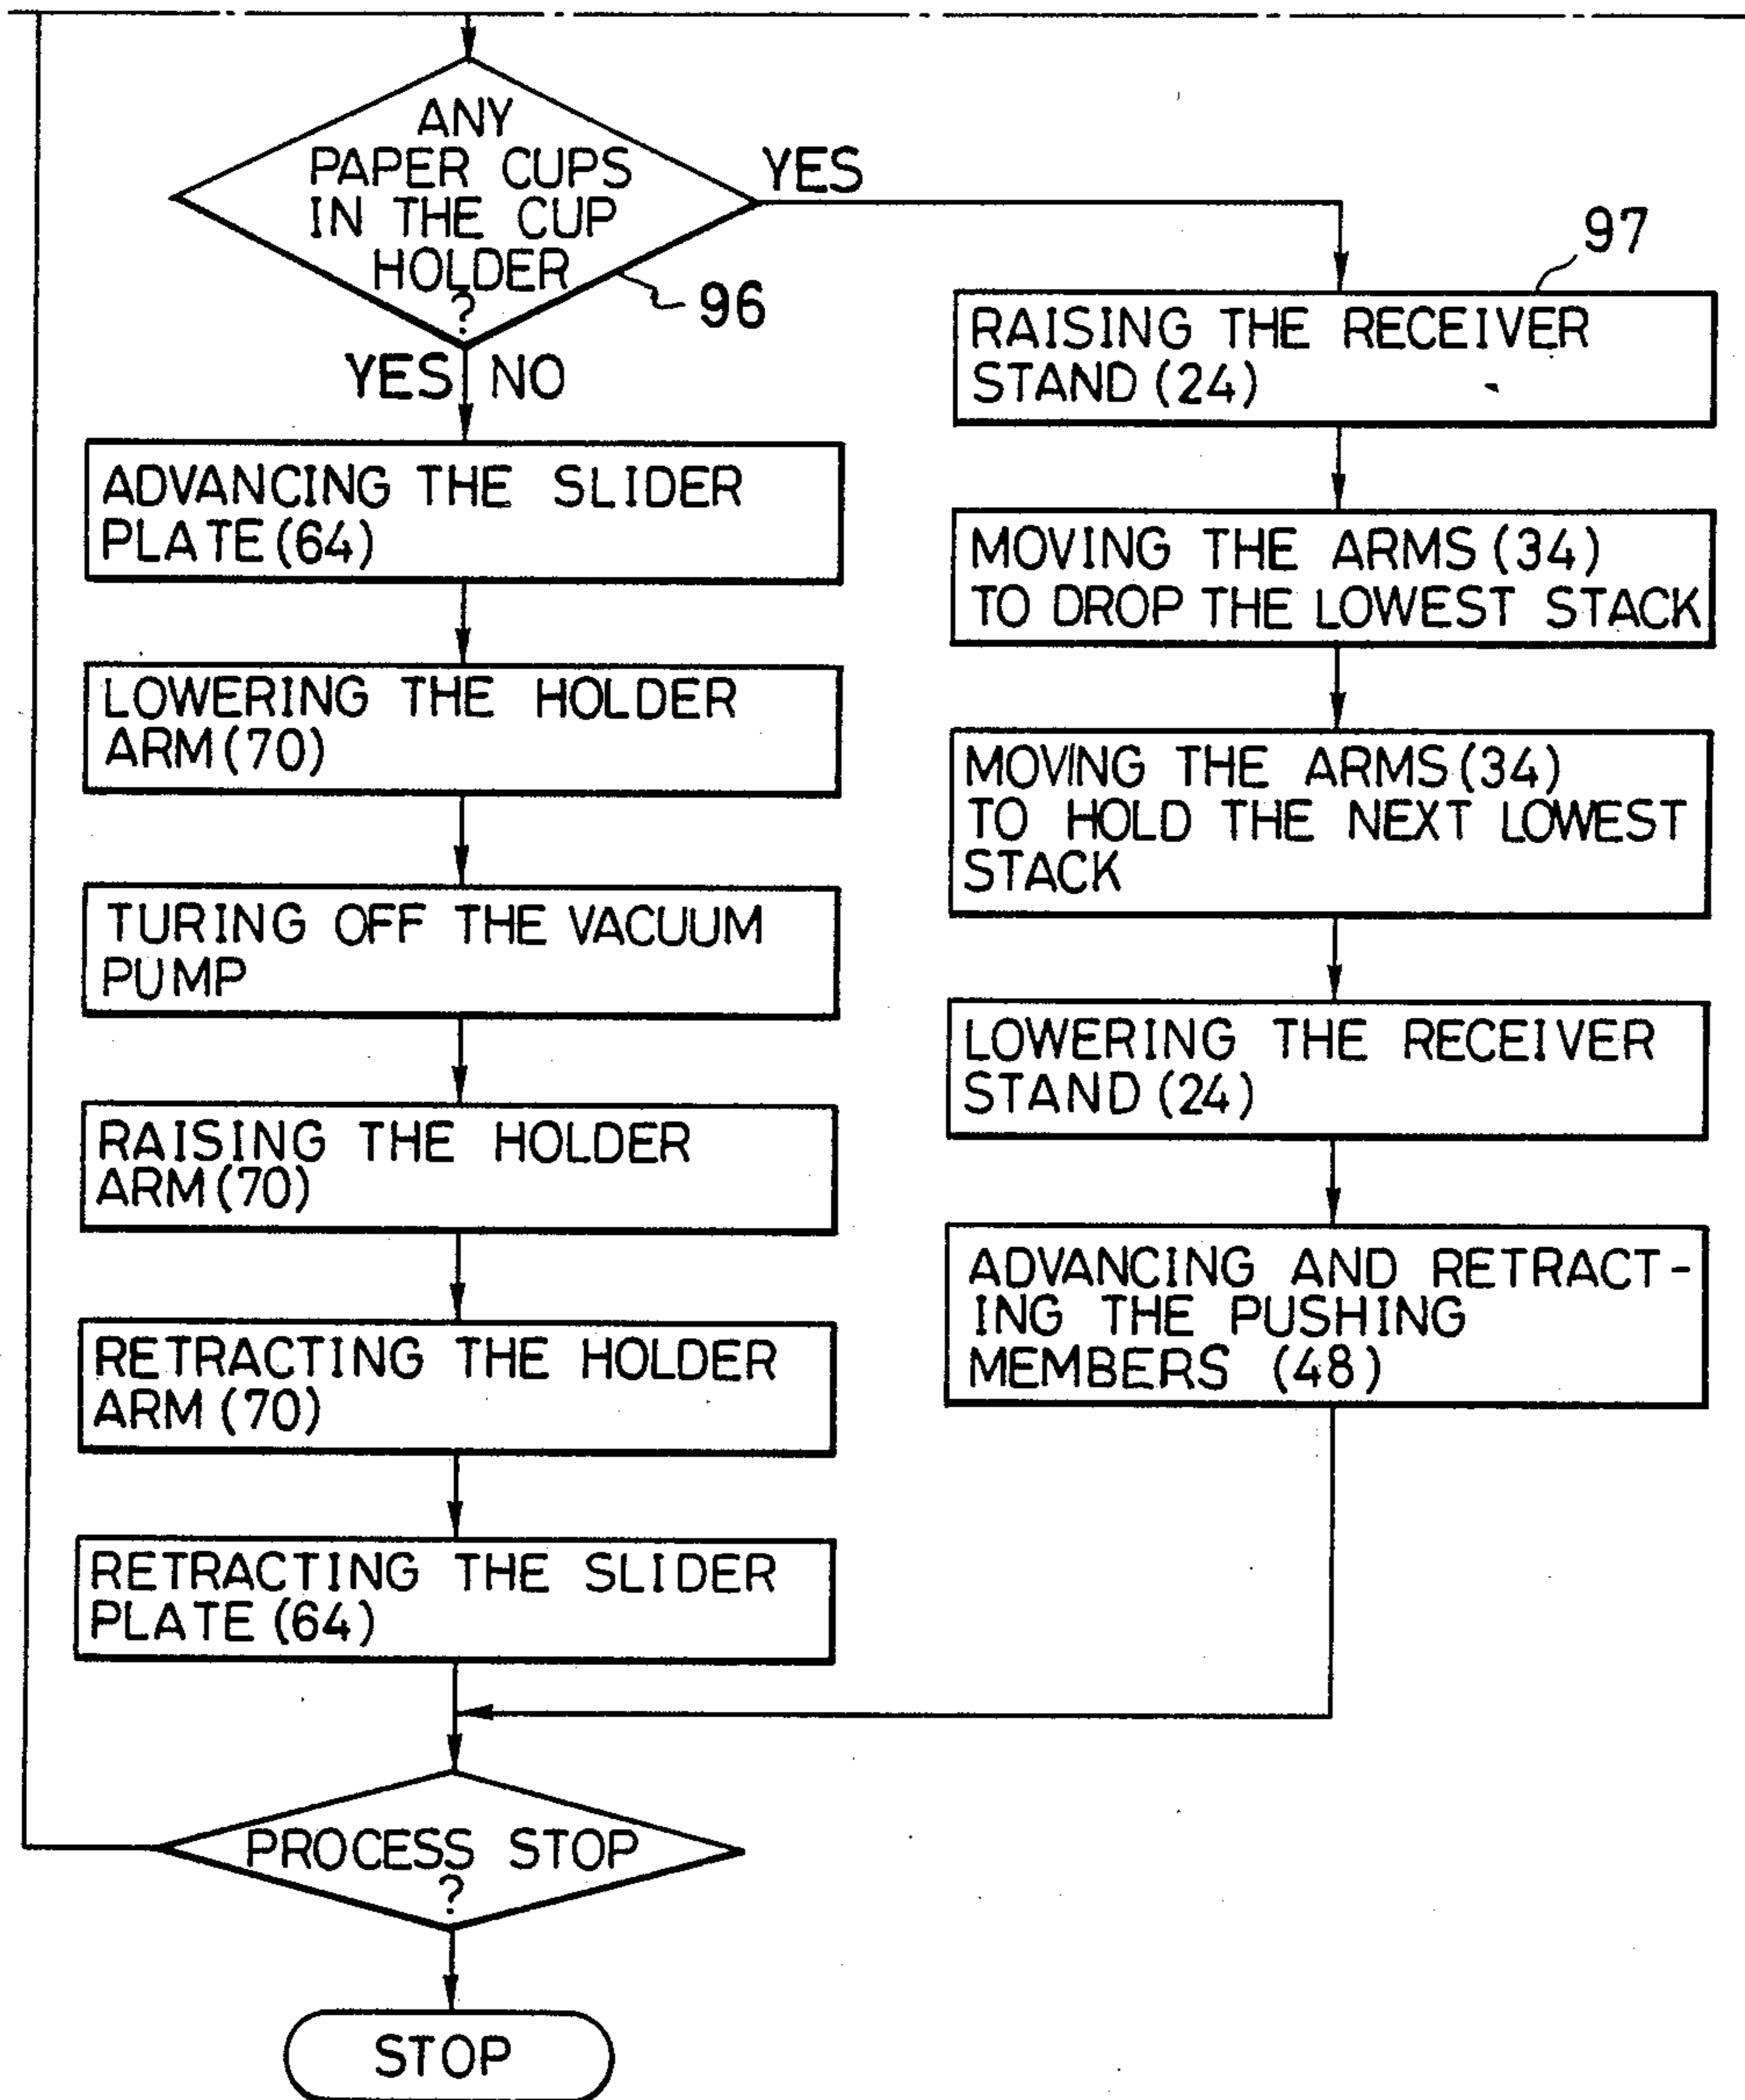 ANY
PAPER CUPS
IN THE CUP
HOLDER
?
96
YES
YES NO
ADVANCING THE SLIDER
PLATE (64)
LOWERING THE HOLDER
ARM (70)
TURING OFF THE VACUUM
PUMP
RAISING THE HOLDER
ARM (70)
RETRACTING THE HOLDER
ARM (70)
RETRACTING THE SLIDER
PLATE (64)
97
RAISING THE RECEIVER
STAND (24)
MOVING THE ARMS (34)
TO DROP THE LOWEST STACK
MOVING THE ARMS (34)
TO HOLD THE NEXT LOWEST
STACK
LOWERING THE RECEIVER
STAND (24)
ADVANCING AND RETRACT-
ING THE PUSHING
MEMBERS (48)
PROCESS STOP
?
STOP